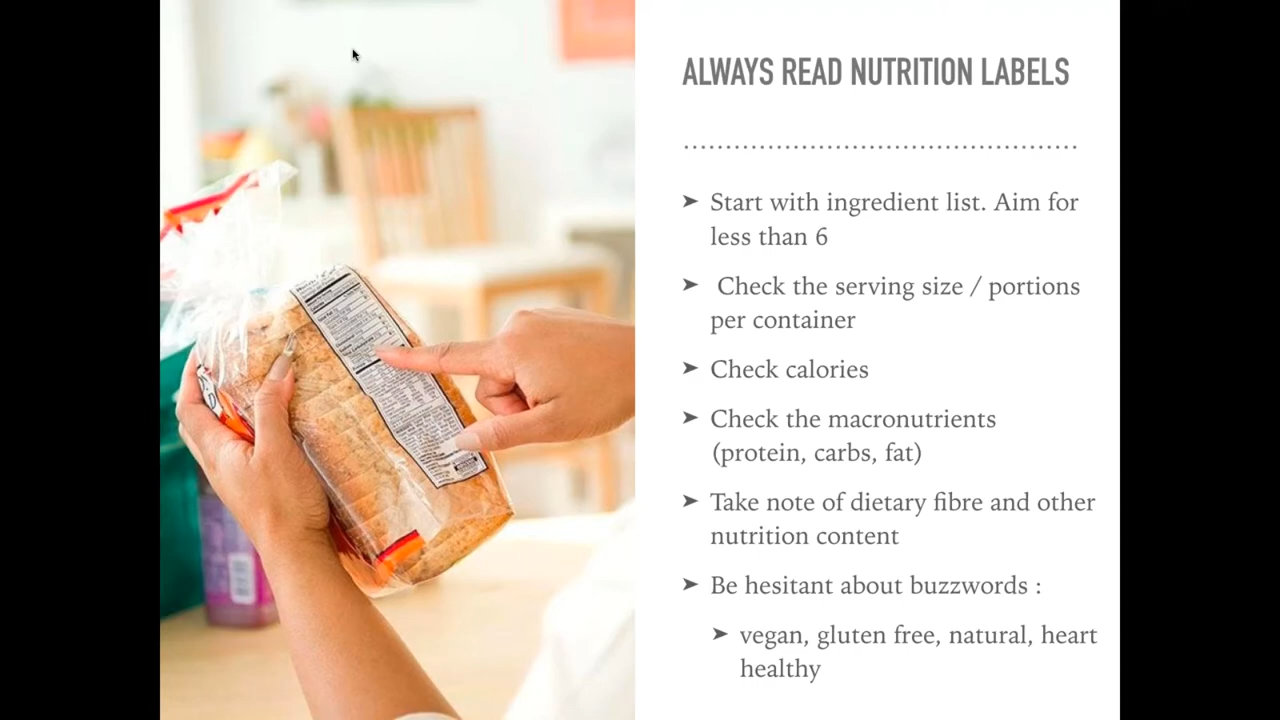 ALWAYS READ NUTRITION LABELS
➤ Start with ingredient list. Aim for
less than 6
➤ Check the serving size / portions
per container
➤ Check calories
➤ Check the macronutrients
(protein, carbs, fat)
➤ Take note of dietary fibre and other
nutrition content
➤ Be hesitant about buzzwords :
➤ vegan, gluten free, natural, heart
healthy